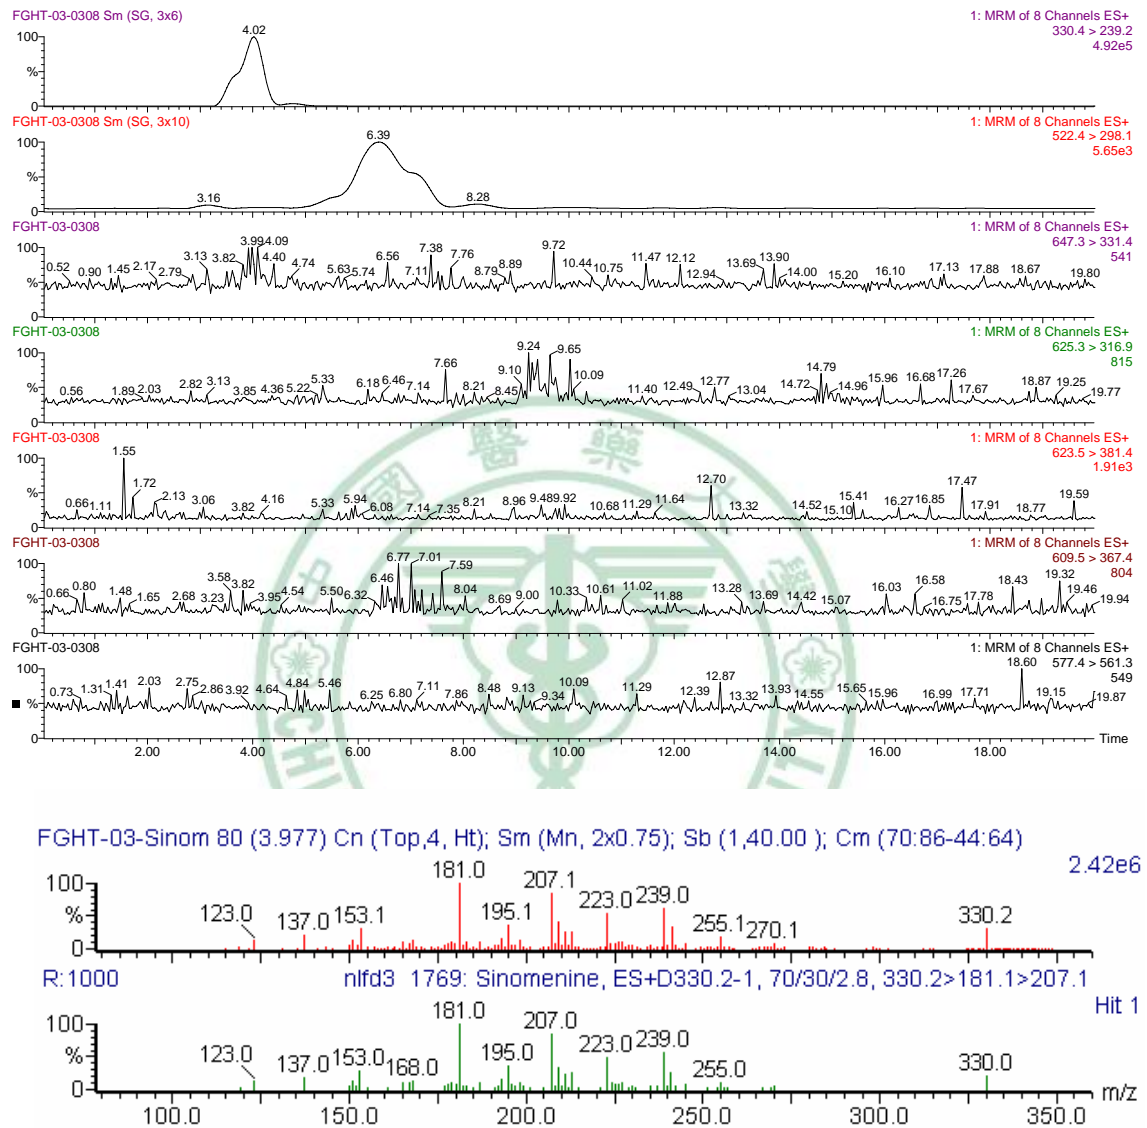 FGHT-03-0308 Sm (SG, 3x6) 1: MRM of 8 Channels ES+
330.4 > 239.2
4.92e5
4.02
100
%
0
FGHT-03-0308 Sm (SG, 3x10) 1: MRM of 8 Channels ES+
522.4 > 298.1
5.65e3
6.39
3.16 8.28
100
%
0
FGHT-03-0308 1: MRM of 8 Channels ES+
647.3 > 331.4
541
100
%
0
0.52 0.90 1.45 2.17 2.79 3.13 3.82 3.99 4.09 4.40 4.74 5.63 5.74 6.56 7.11 7.38 7.76 8.79 8.89 9.72 10.44 10.75 11.47 12.12 12.94 13.69 13.90 14.00 15.20 16.10 17.13 17.88 18.67 19.80
FGHT-03-0308 1: MRM of 8 Channels ES+
625.3 > 316.9
815
100
%
0
0.56 1.89 2.03 2.82 3.13 3.85 4.36 5.22 5.33 6.18 6.46 7.14 7.66 8.21 8.45 9.10 9.24 9.65 10.09 11.40 12.49 12.77 13.04 14.72 14.79 14.96 15.96 16.68 17.26 17.67 18.87 19.25 19.77
FGHT-03-0308 1: MRM of 8 Channels ES+
623.5 > 381.4
1.91e3
100
%
0
0.66 1.11 1.55 1.72 2.13 3.06 3.82 4.16 5.33 5.94 6.08 7.14 7.35 8.21 8.96 9.48 9.92 10.68 11.29 11.64 12.70 13.32 14.52 15.10 15.41 16.27 16.85 17.47 17.91 18.77 19.59
FGHT-03-0308 1: MRM of 8 Channels ES+
609.5 > 367.4
804
100
%
0
0.66 0.80 1.48 1.65 2.68 3.23 3.58 3.82 3.95 4.54 5.50 6.32 6.46 6.77 7.01 7.59 8.04 8.69 9.00 10.33 10.61 11.02 11.88 13.28 13.69 14.42 15.07 16.03 16.58 16.75 17.78 18.43 19.32 19.46 19.94
FGHT-03-0308 1: MRM of 8 Channels ES+
577.4 > 561.3
549
100
%
0
0.73 1.31 1.41 2.03 2.75 2.86 3.92 4.64 4.84 5.46 6.25 6.80 7.11 7.86 8.48 9.13 9.34 10.09 11.29 12.39 12.87 13.32 13.93 14.55 15.65 15.96 16.99 17.71 18.60 19.15 19.87
2.00 4.00 6.00 8.00 10.00 12.00 14.00 16.00 18.00 Time
中國醫藥大學
FGHT-03-Sinom 80 (3.977) Cn (Top,4, Ht); Sm (Mn, 2x0.75); Sb (1,40.00 ); Cm (70:86-44:64)
2.42e6
100
%
0
123.0 137.0 153.1 181.0 195.1 207.1 223.0 239.0 255.1 270.1 330.2
R:1000 nlfd3 1769: Sinomenine, ES+D330.2-1, 70/30/2.8, 330.2>181.1>207.1
Hit 1
100
%
0
123.0 137.0 153.0 168.0 181.0 195.0 207.0 223.0 239.0 255.0 330.0
m/z
100.0 150.0 200.0 250.0 300.0 350.0